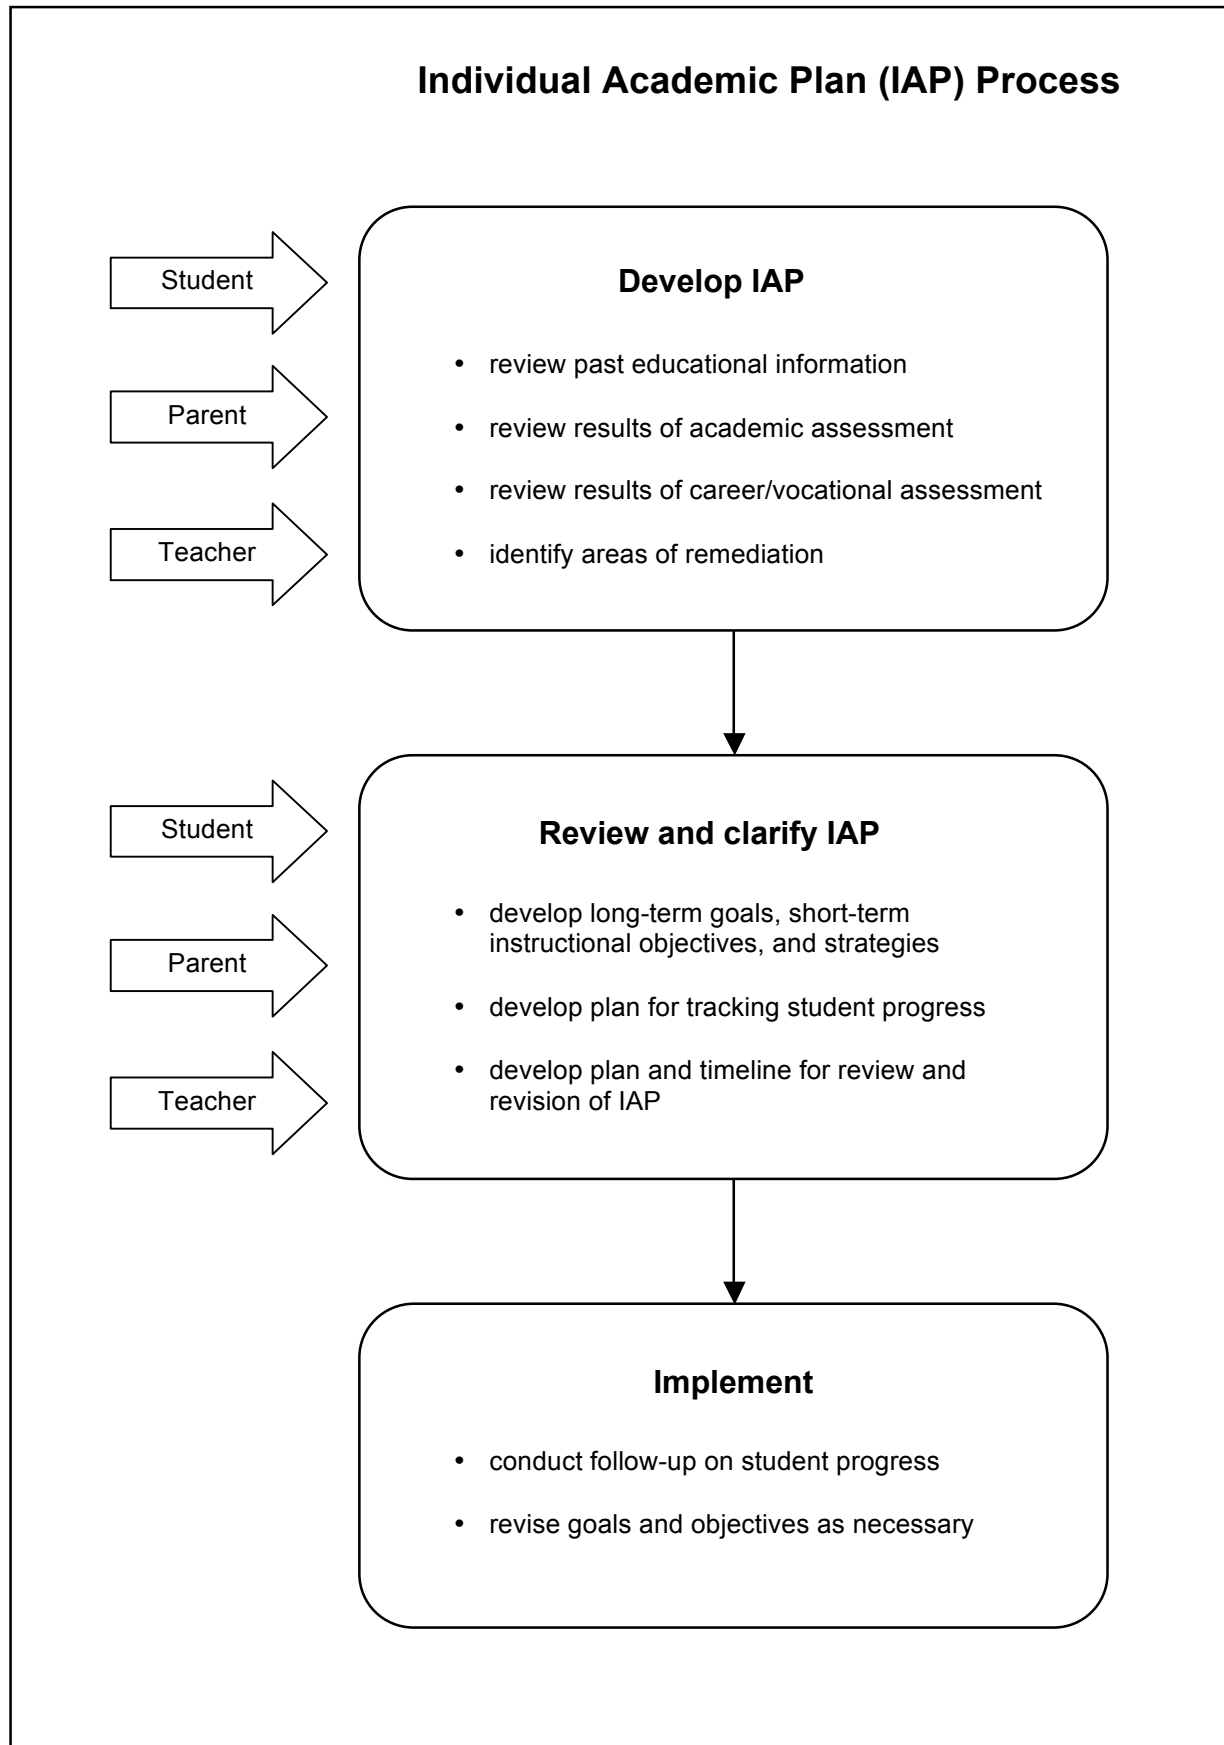 Individual Academic Plan (IAP) Process
Student
Parent
Teacher
Develop IAP
• review past educational information
• review results of academic assessment
• review results of career/vocational assessment
• identify areas of remediation
Student
Parent
Teacher
Review and clarify IAP
• develop long-term goals, short-term
instructional objectives, and strategies
• develop plan for tracking student progress
• develop plan and timeline for review and
revision of IAP
Implement
• conduct follow-up on student progress
• revise goals and objectives as necessary